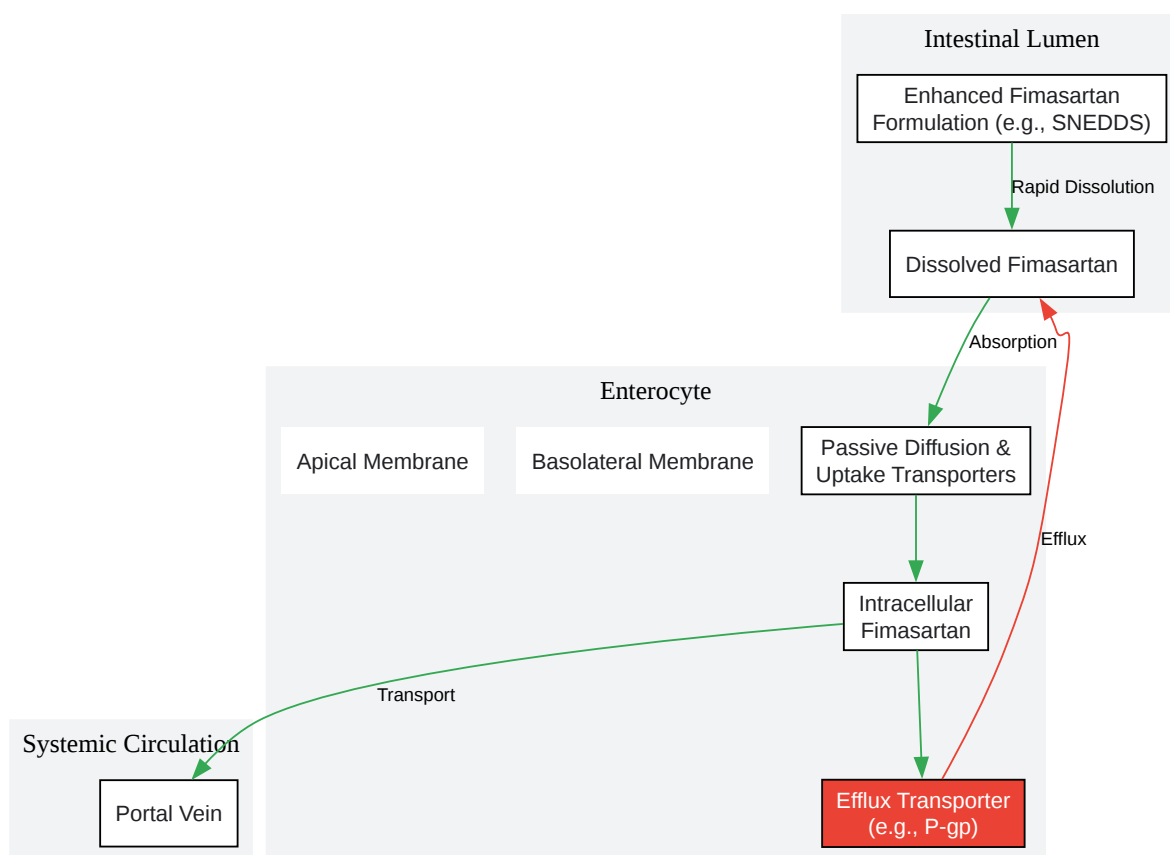 Intestinal Lumen
Enhanced Fimasartan
Formulation (e.g., SNEDDS)
Rapid Dissolution
Dissolved Fimasartan
Absorption
Enterocyte
Apical Membrane
Basolateral Membrane
Passive Diffusion &
Uptake Transporters
Efflux
Intracellular
Fimasartan
Transport
Systemic Circulation
Portal Vein
Efflux Transporter
(e.g., P-gp)